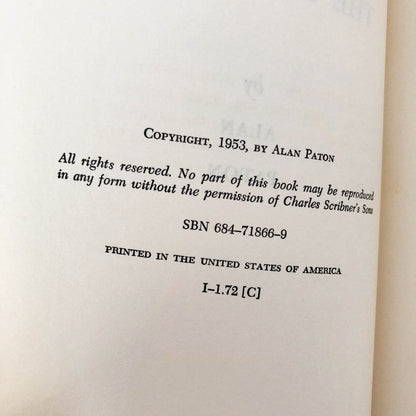 COPYRIGHT, 1953, BY ALAN PATON
All rights reserved. No part of this book may be reproduced
in any form without the permission of Charles Scribner's Sons
SBN 684–71866–9
PRINTED IN THE UNITED STATES OF AMERICA
I–1.72 [C]